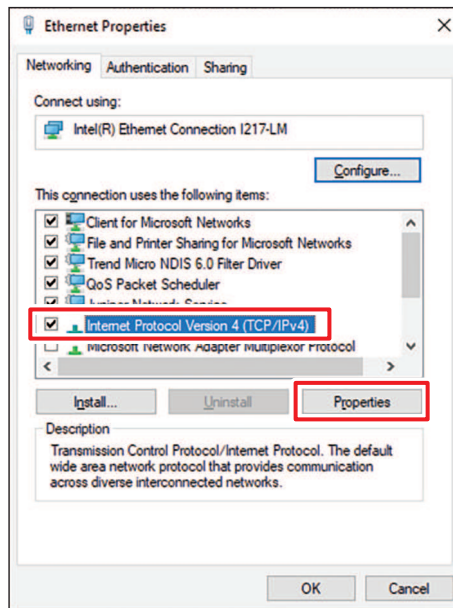 Ethernet Properties
Networking Authentication Sharing
Connect using:
Intel(R) Ethernet Connection I217-LM
Configure...
This connection uses the following items:
Client for Microsoft Networks
File and Printer Sharing for Microsoft Networks
Trend Micro NDIS 6.0 Filter Driver
QoS Packet Scheduler
Juniper Network Service
Internet Protocol Version 4 (TCP/IPv4)
Microsoft Network Adapter Multiplexor Protocol
Install... Uninstall Properties
Description
Transmission Control Protocol/Internet Protocol. The default
wide area network protocol that provides communication
across diverse interconnected networks.
OK Cancel